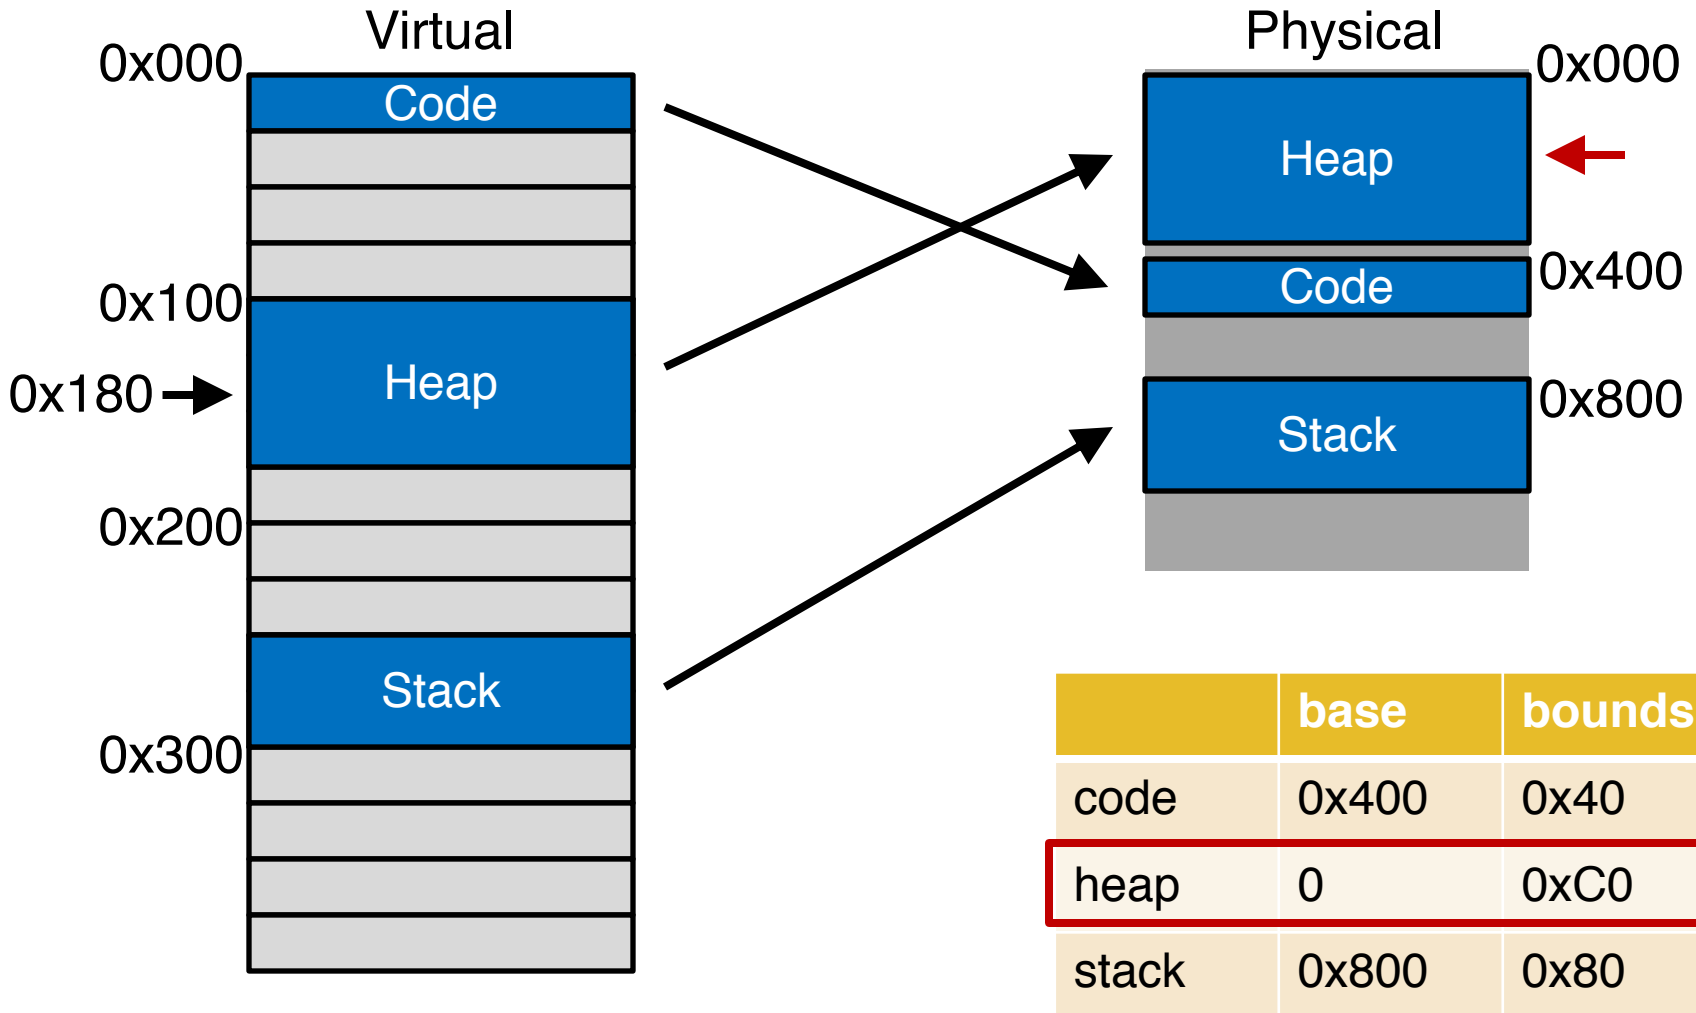 Virtual
0x000
Code
0x100
Heap
0x180
0x200
Stack
0x300
Physical
0x000
Heap
0x400
Code
0x800
Stack
base bounds
code 0x400 0x40
heap 0 0xC0
stack 0x800 0x80